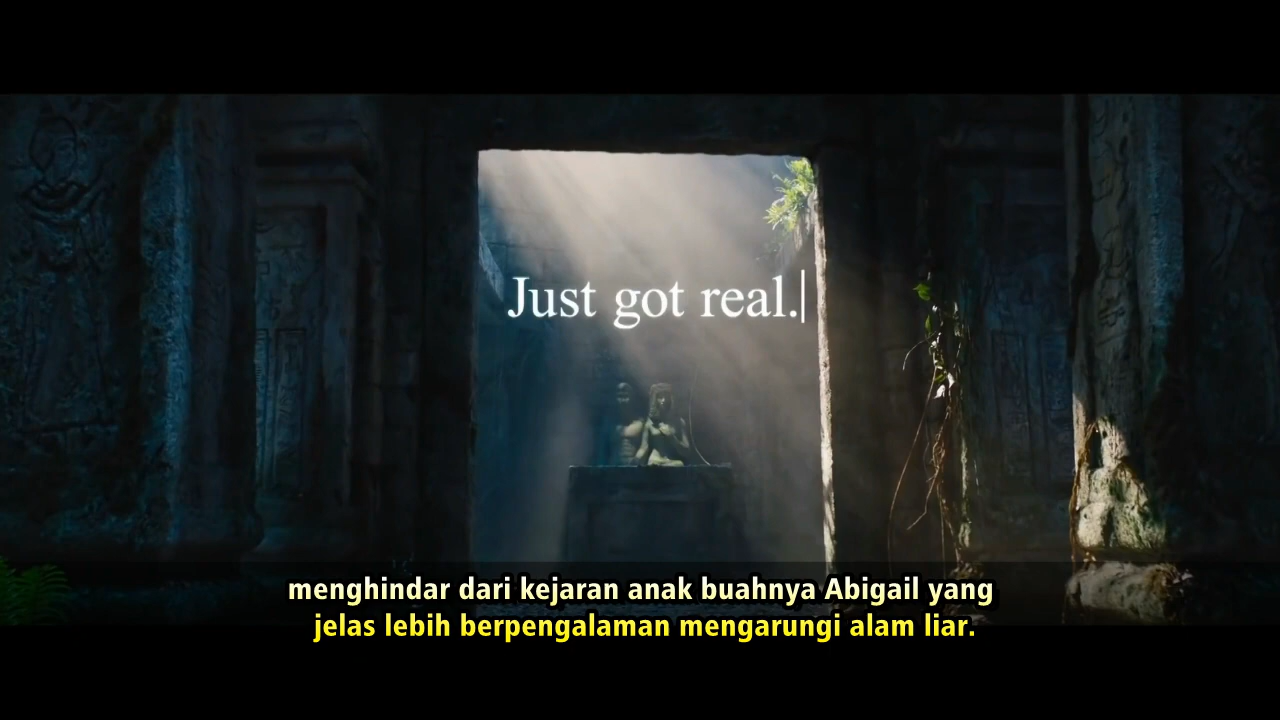 Just got real.
menghindar dari kejaran anak buahnya Abigail yang
jelas lebih berpengalaman mengarungi alam liar.